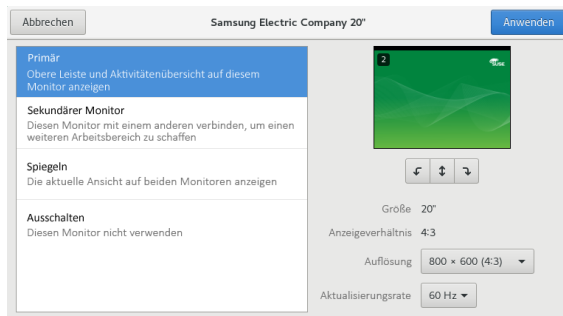 Abbrechen
Samsung Electric Company 20"
Anwenden
Primär
Obere Leiste und Aktivitätenübersicht auf diesem
Monitor anzeigen
Sekundärer Monitor
Diesen Monitor mit einem anderen verbinden, um einen
weiteren Arbeitsbereich zu schaffen
Spiegeln
Die aktuelle Ansicht auf beiden Monitoren anzeigen
Ausschalten
Diesen Monitor nicht verwenden
2
SUSE
Größe 20"
Anzeigeverhältnis 4:3
Auflösung 800 × 600 (4:3)
Aktualisierungsrate 60 Hz